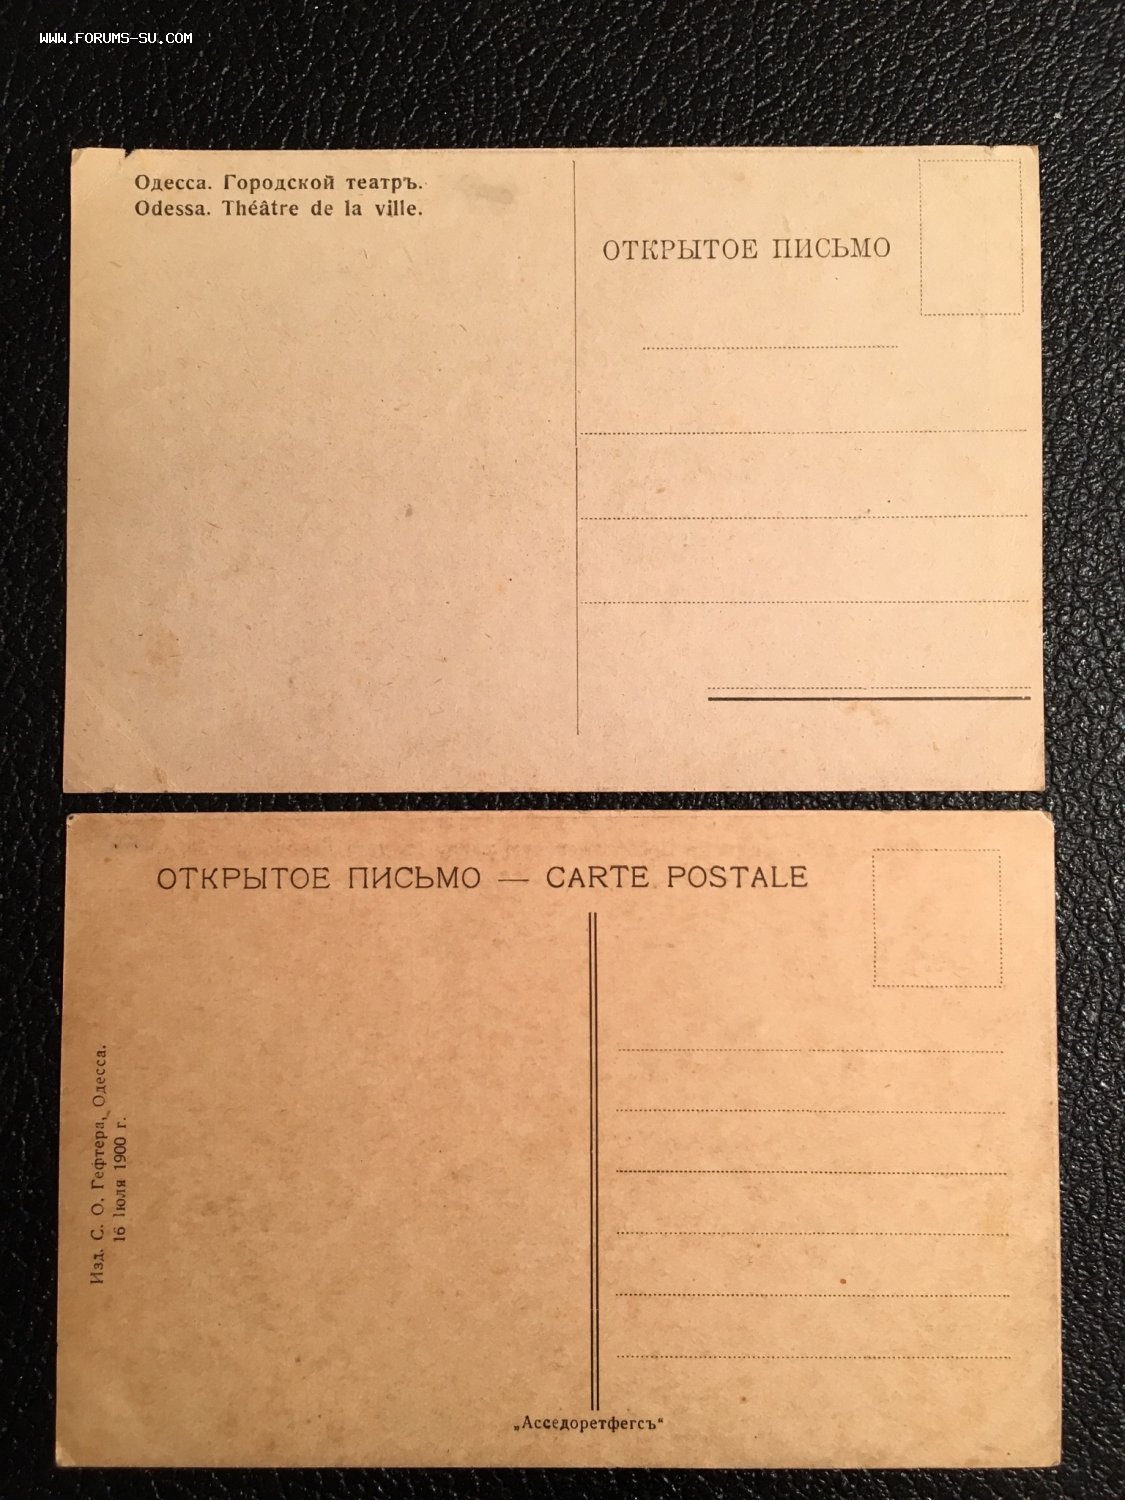 WWW.FORUMS-SU.COM
Одесса. Городской театръ.
Odessa. Théâtre de la ville.
ОТКРЫТОЕ ПИСЬМО
ОТКРЫТОЕ ПИСЬМО — CARTE POSTALE
Изд. С. О. Гефтера, Одесса.
16 Іюля 1900 г.
„Асседоретфегсъ“